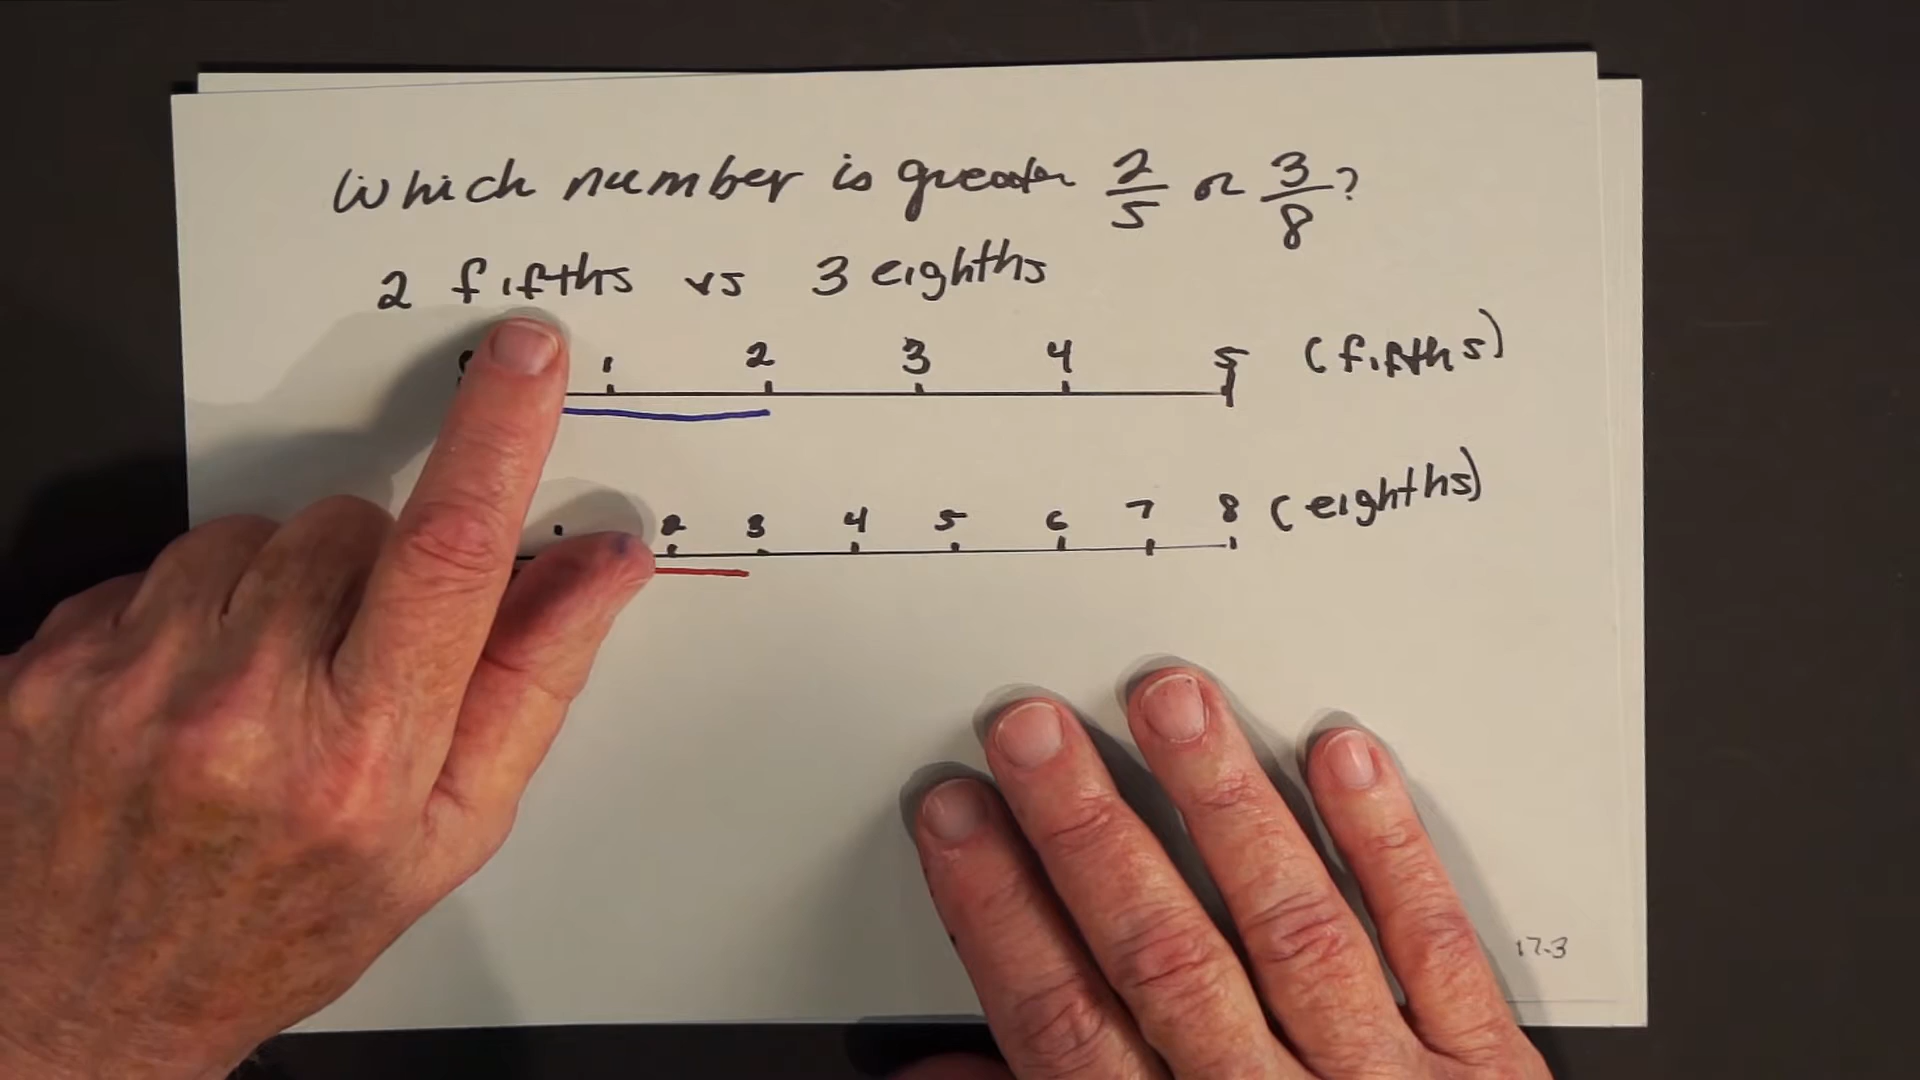 Which number is greater 2/5 or 3/8?
2 fifths vs 3 eighths
1 2 3 4 5 (fifths)
2 3 4 5 6 7 8 (eighths)
17.3